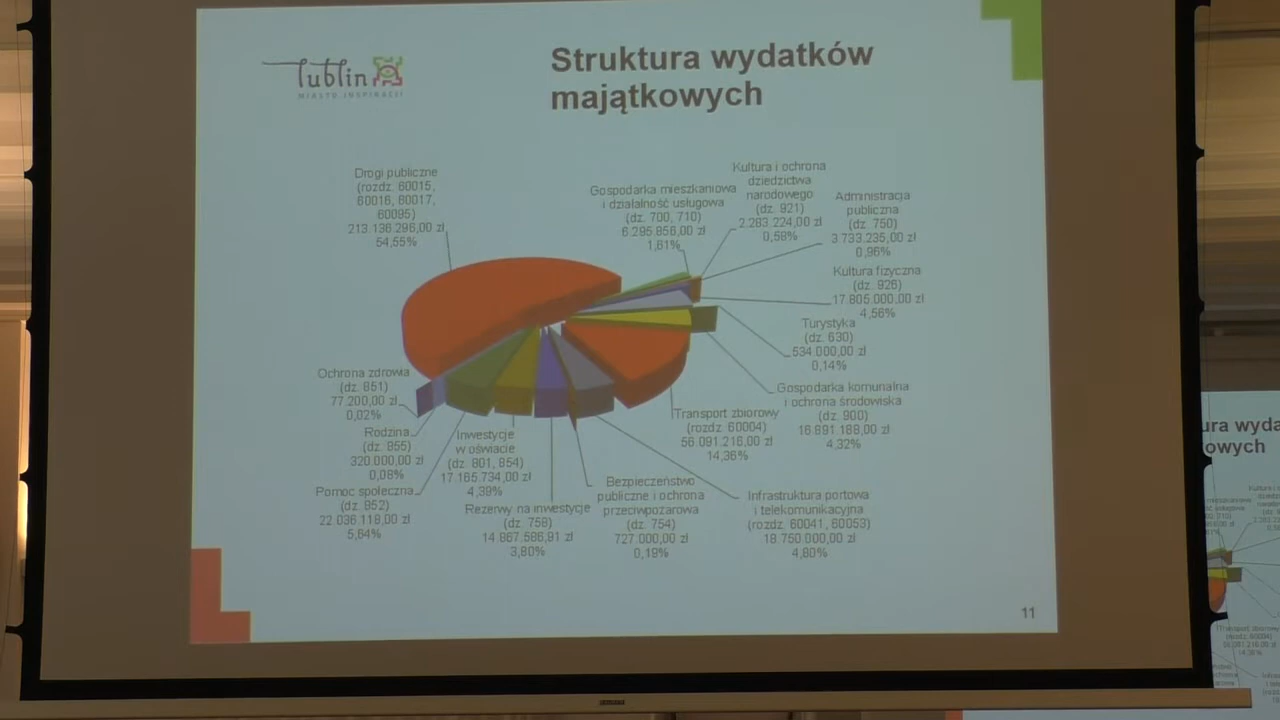 lublin
MIASTO INSPIRACJI
Struktura wydatków
majątkowych
Drogi publiczne
(rozdz. 60015,
60016, 60017,
60095)
213.136.296,00 zł
54,55%
Gospodarka mieszkaniowa
i działalność usługowa
(dz. 700, 710)
6.295.856,00 zł
1,61%
Kultura i ochrona
dziedzictwa
narodowego
(dz. 921)
2.283.224,00 zł
0,58%
Administracja
publiczna
(dz. 750)
3.733.235,00 zł
0,96%
Kultura fizyczna
(dz. 926)
17.805.000,00 zł
4,56%
Turystyka
(dz. 630)
534.000,00 zł
0,14%
Gospodarka komunalna
i ochrona środowiska
(dz. 900)
16.891.188,00 zł
4,32%
Transport zbiorowy
(rozdz. 60004)
56.091.216,00 zł
14,36%
Infrastruktura portowa
i telekomunikacyjna
(rozdz. 60041, 60053)
18.750.000,00 zł
4,80%
Bezpieczeństwo
publiczne i ochrona
przeciwpożarowa
(dz. 754)
727.000,00 zł
0,19%
Rezerwy na inwestycje
(dz. 758)
14.867.586,91 zł
3,80%
Inwestycje
w oświacie
(dz. 801, 854)
17.165.734,00 zł
4,39%
Pomoc społeczna
(dz. 852)
22.036.118,00 zł
5,64%
Rodzina
(dz. 855)
320.000,00 zł
0,08%
Ochrona zdrowia
(dz. 851)
77.200,00 zł
0,02%
11